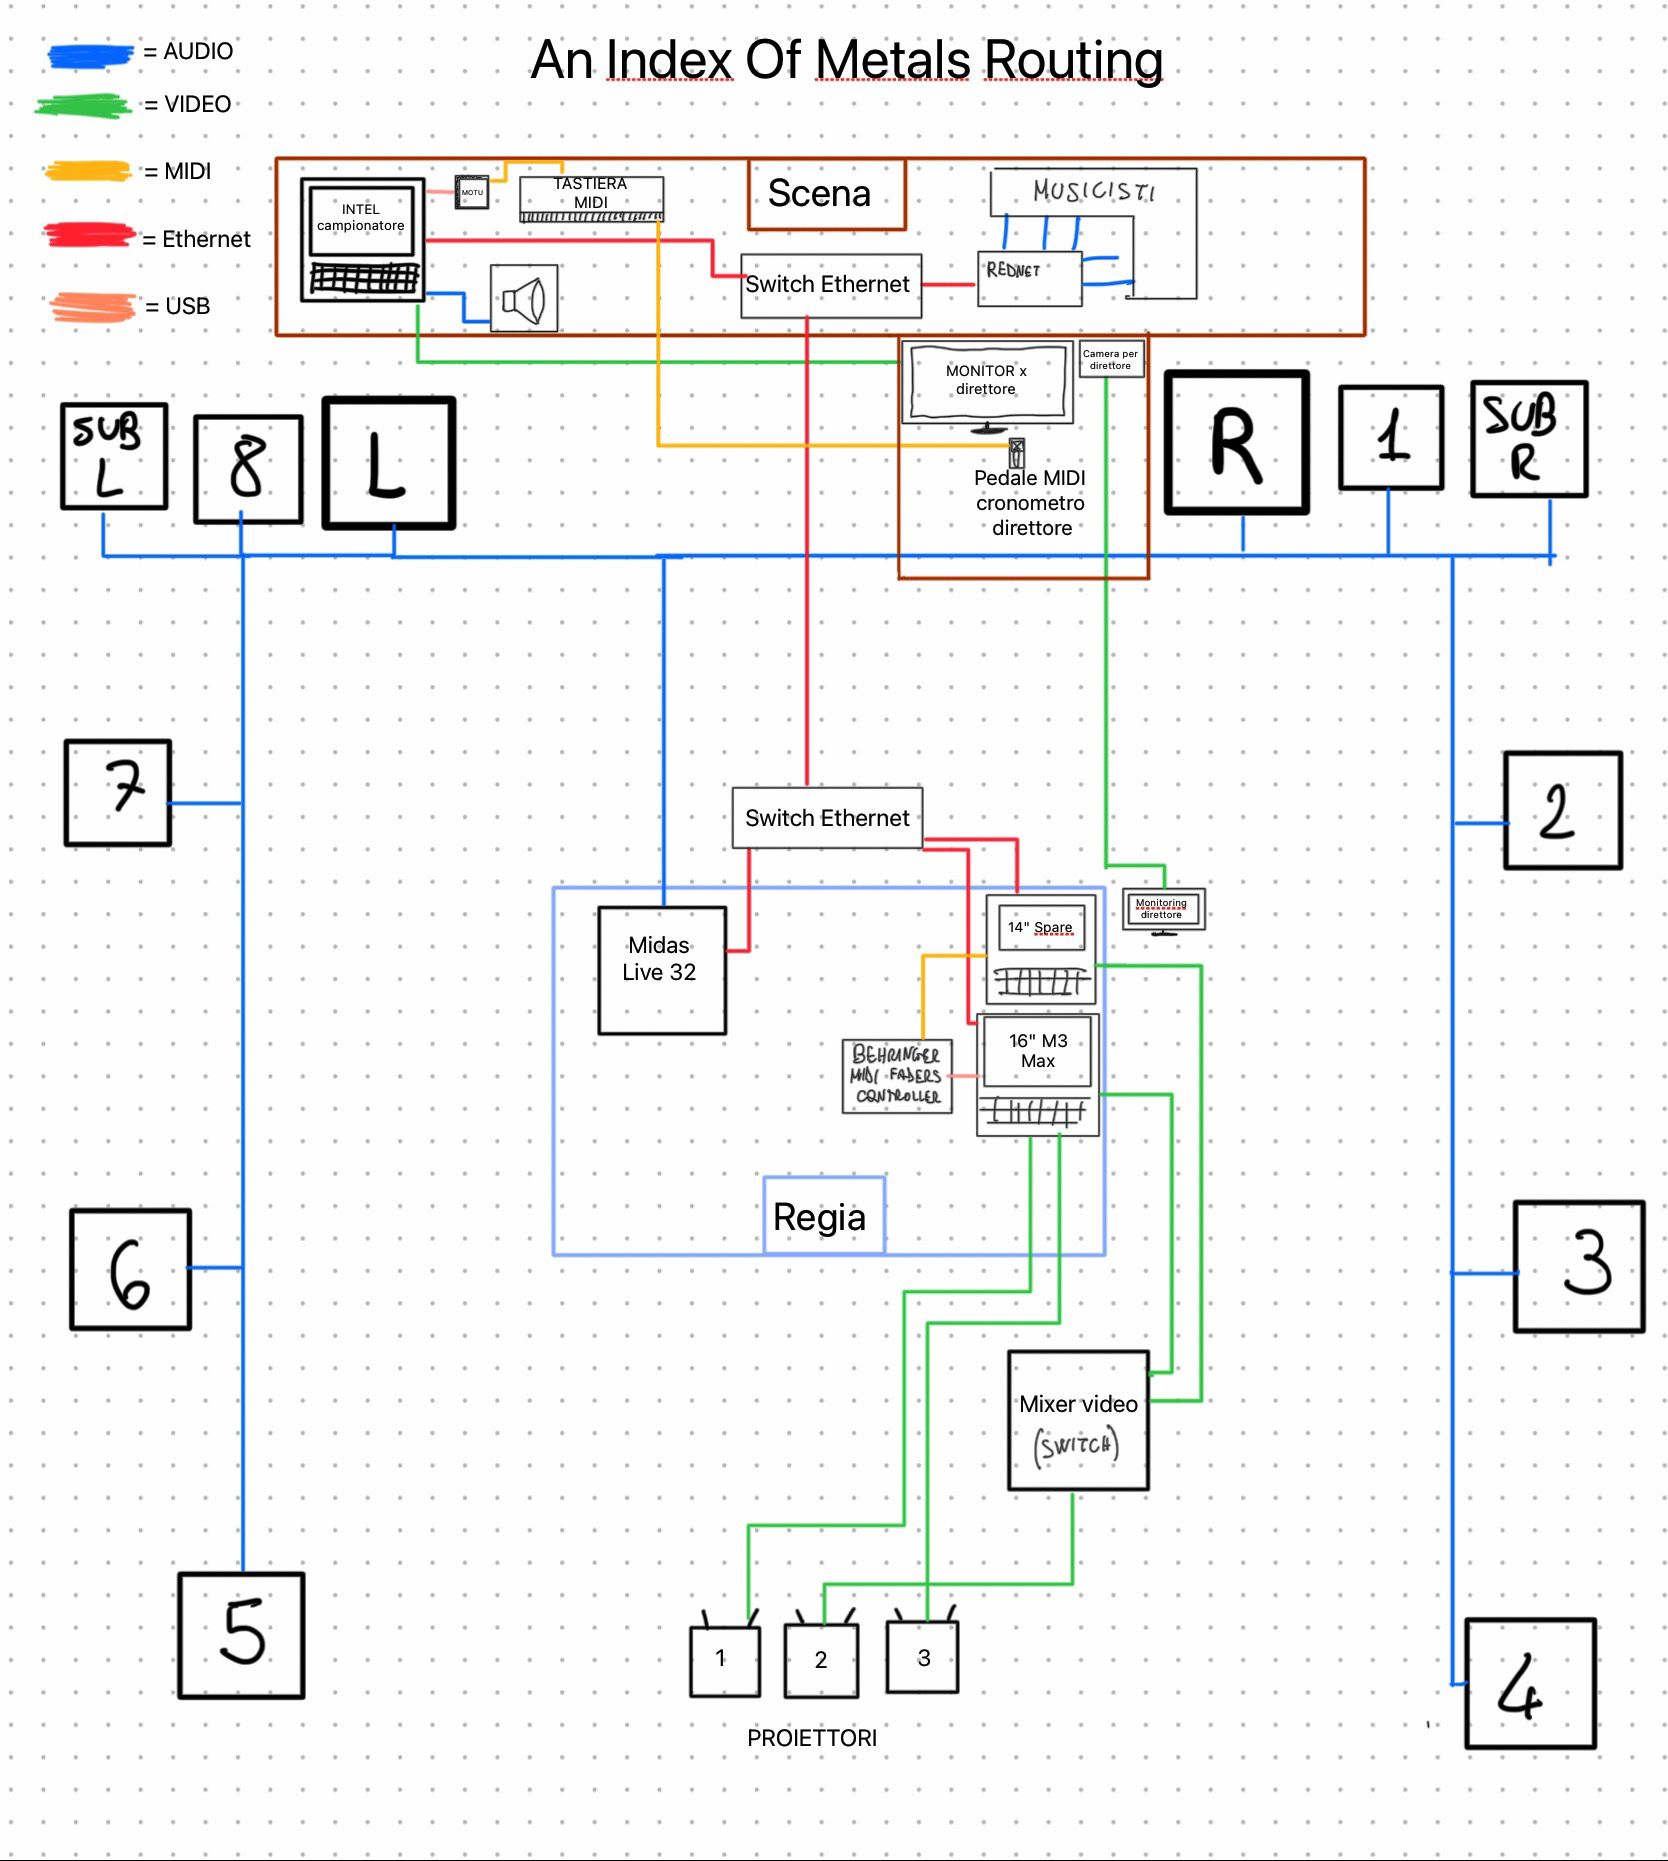 An Index Of Metals Routing
= AUDIO
= VIDEO
= MIDI
= Ethernet
= USB
INTEL
campionatore
MOTU
TASTIERA
MIDI
Scena
MUSICISTI
Switch Ethernet
REDNET
MONITOR x
direttore
Camera per
direttore
Pedale MIDI
cronometro
direttore
SUB
L
8
L
R
1
SUB
R
7
2
Switch Ethernet
Midas
Live 32
14" Spare
Monitoring
direttore
BEHRINGER
MIDI FADERS
CONTROLLER
16" M3
Max
Regia
6
3
Mixer video
(SWITCH)
5
4
1
2
3
PROIETTORI